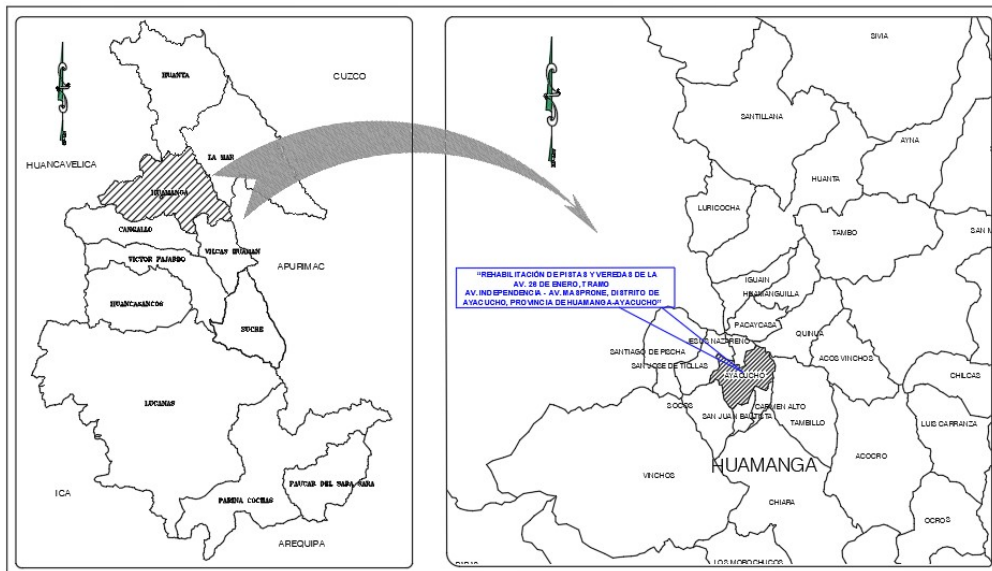 CUZCO
HUANTA
HUANCAVELICA
LA MAR
HUAMANGA
CANGALLO
VILCAS HUAMAN
VICTOR FAJARDO
APURIMAC
HUANCASANCOS
SUCRE
LUCANAS
ICA
PAUCAR DEL SARA SARA
PARINA COCHAS
AREQUIPA
SIVIA
SANTILLANA
AYNA
HUANTA
LURICOCHA
TAMBO
SAN M
IGUAIN
HUAMANGUILLA
"REHABILITACIÓN DE PISTAS Y VEREDAS DE LA
AV. 28 DE ENERO, TRAMO
AV. INDEPENDENCIA - AV. MASPRONE, DISTRITO DE
AYACUCHO, PROVINCIA DE HUAMANGA-AYACUCHO"
PACAYCASA
QUINUA
JESUS NAZARENO
SANTIAGO DE PISCHA
ACOS VINCHOS
SAN JOSE DE TICLLAS
AYACUCHO
CHILCAS
SOCOS
CARMEN ALTO
SAN JUAN BAUTISTA
TAMBILLO
LUIS CARRANZA
ACOCRO
HUAMANGA
VINCHOS
CHIARA
OCROS
LOS MOROCHUCOS